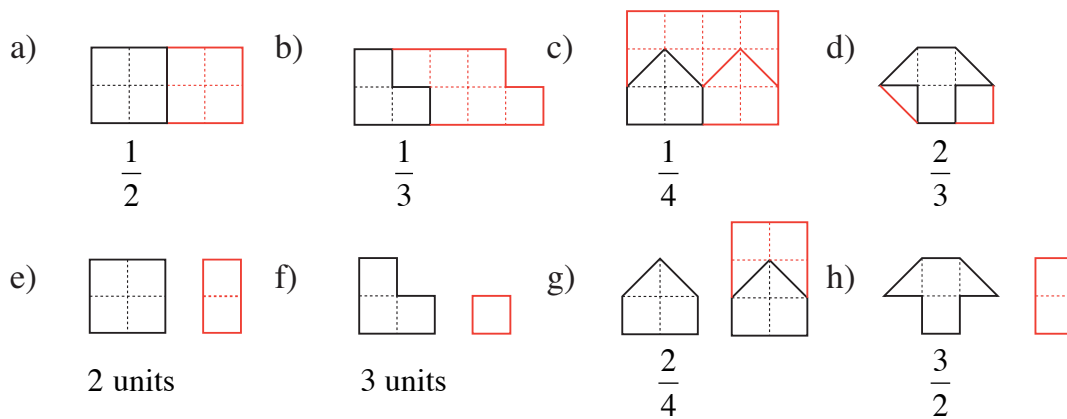 a) b) c) d)
1/2 1/3 1/4 2/3
e) f) g) h)
2 units 3 units 2/4 3/2